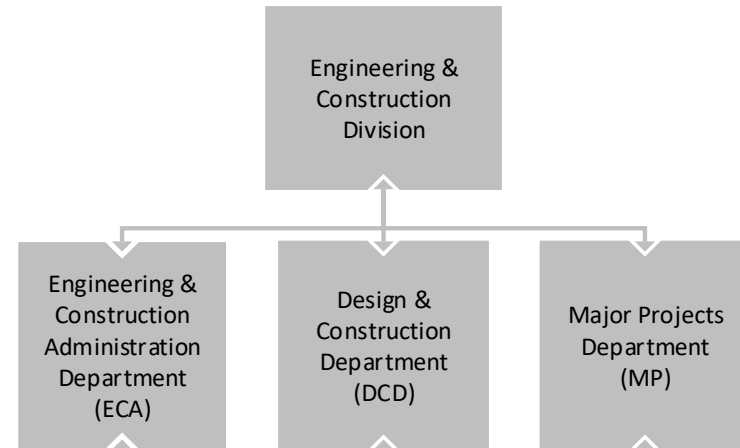 Engineering &
Construction
Division
Engineering &
Construction
Administration
Department
(ECA)
Design &
Construction
Department
(DCD)
Major Projects
Department
(MP)